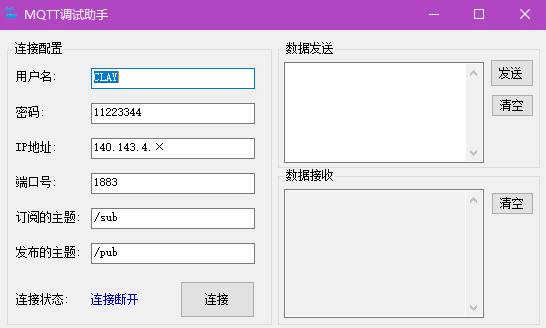 MQTT调试助手
连接配置
用户名: CLAY
密码: 11223344
IP地址: 140.143.4.×
端口号: 1883
订阅的主题: /sub
发布的主题: /pub
连接状态: 连接断开 连接
数据发送
发送
清空
数据接收
清空